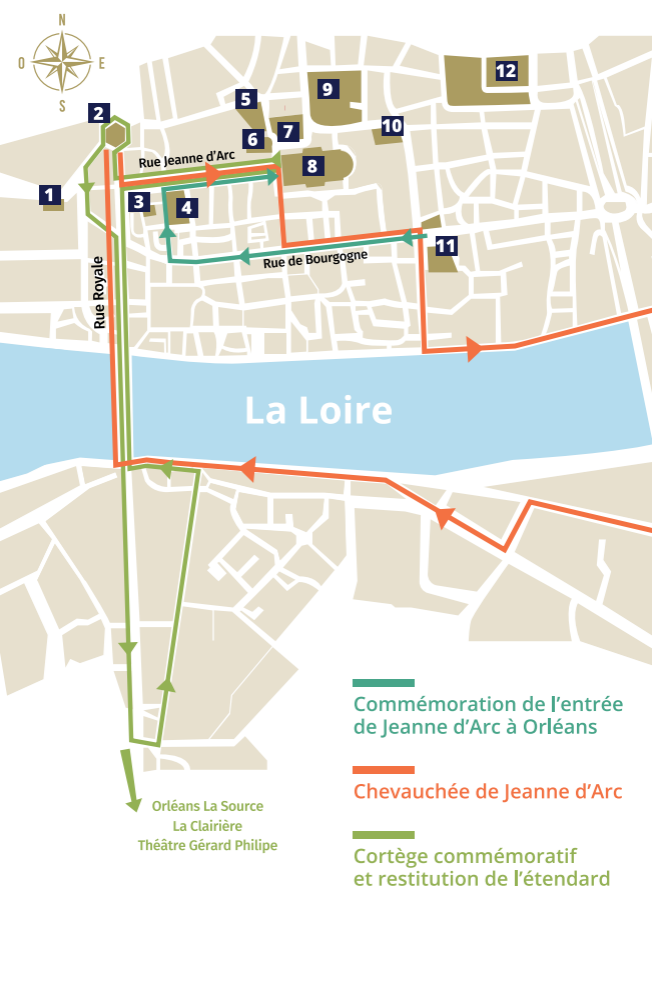 N
O
E
S
5
9
12
2
7
10
6
Rue Jeanne d'Arc
8
1
3
4
11
Rue de Bourgogne
Rue Royale
La Loire
Commémoration de l'entrée
de Jeanne d'Arc à Orléans
Chevauchée de Jeanne d'Arc
Orléans La Source
La Clairière
Théâtre Gérard Philipe
Cortège commémoratif
et restitution de l'étendard